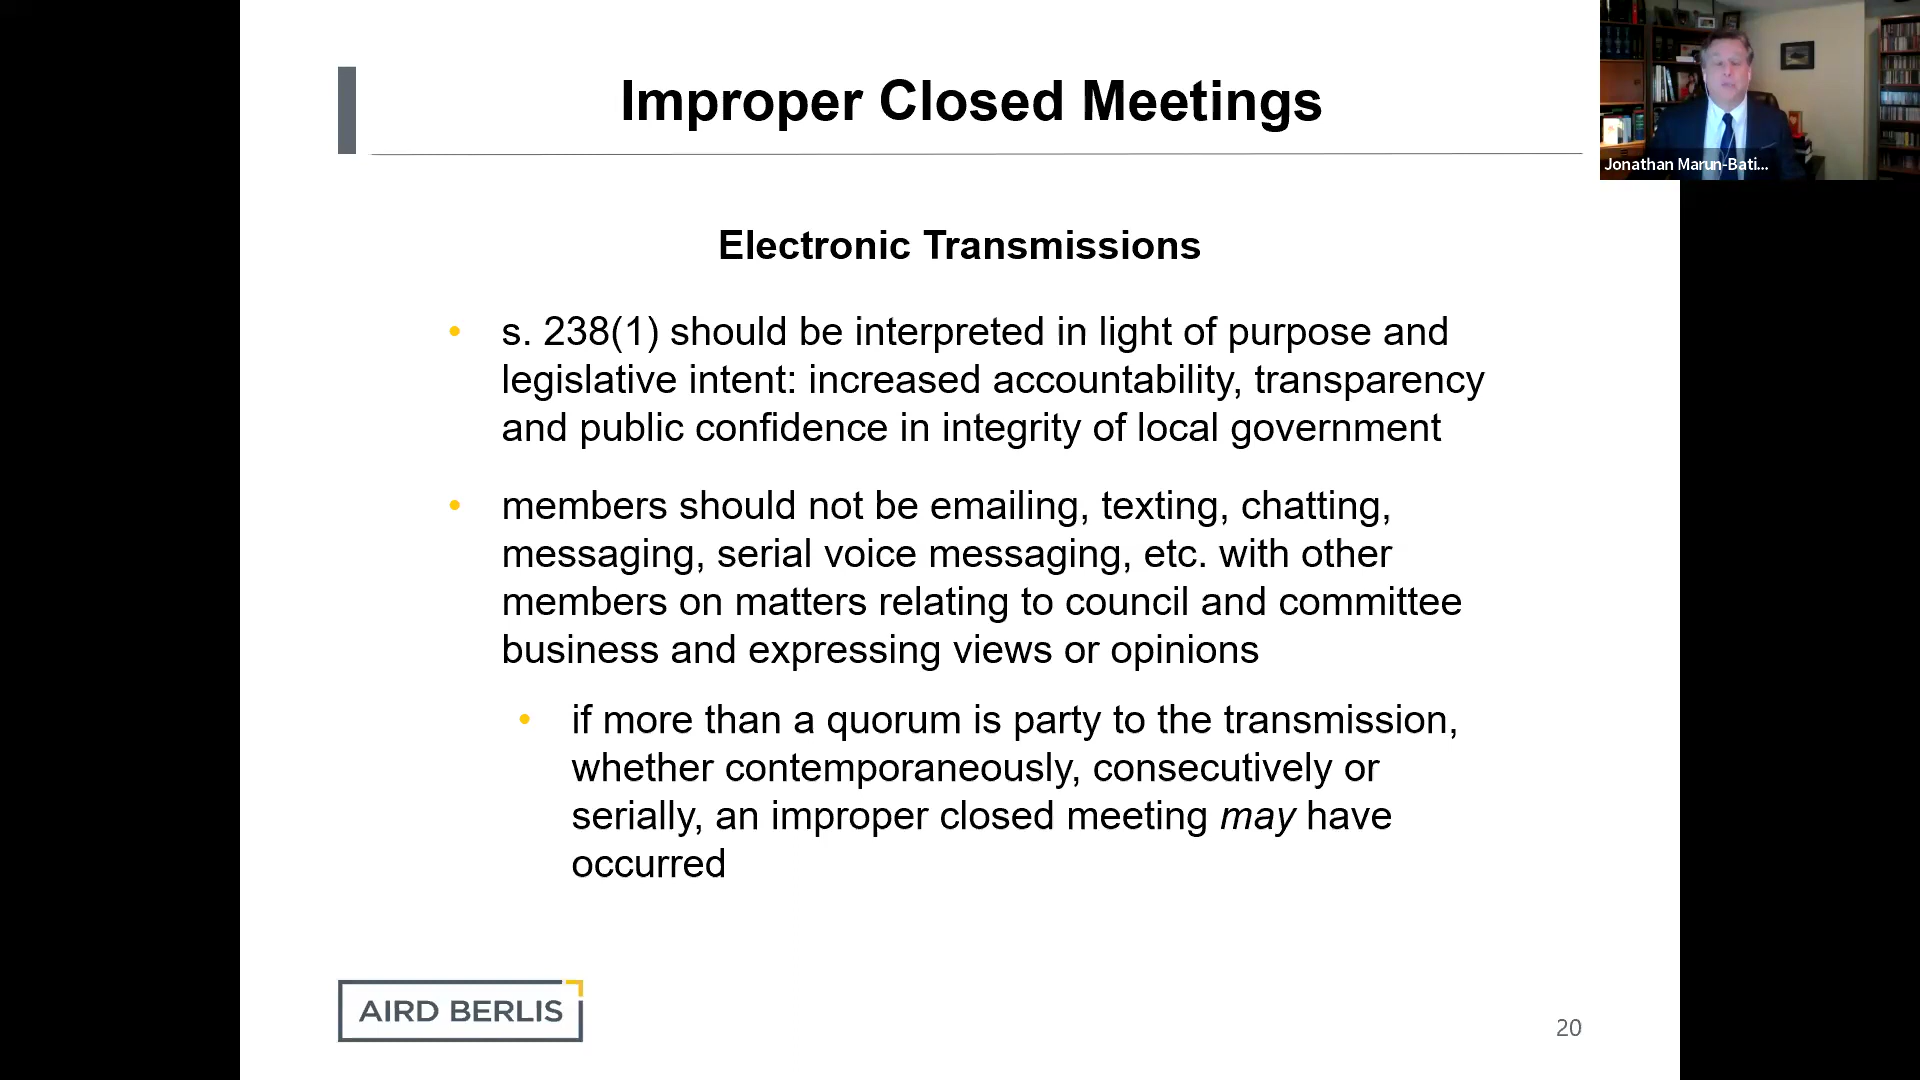 Improper Closed Meetings
Jonathan Marun-Bati...
Electronic Transmissions
• s. 238(1) should be interpreted in light of purpose and
legislative intent: increased accountability, transparency
and public confidence in integrity of local government
• members should not be emailing, texting, chatting,
messaging, serial voice messaging, etc. with other
members on matters relating to council and committee
business and expressing views or opinions
• if more than a quorum is party to the transmission,
whether contemporaneously, consecutively or
serially, an improper closed meeting may have
occurred
AIRD BERLIS
20